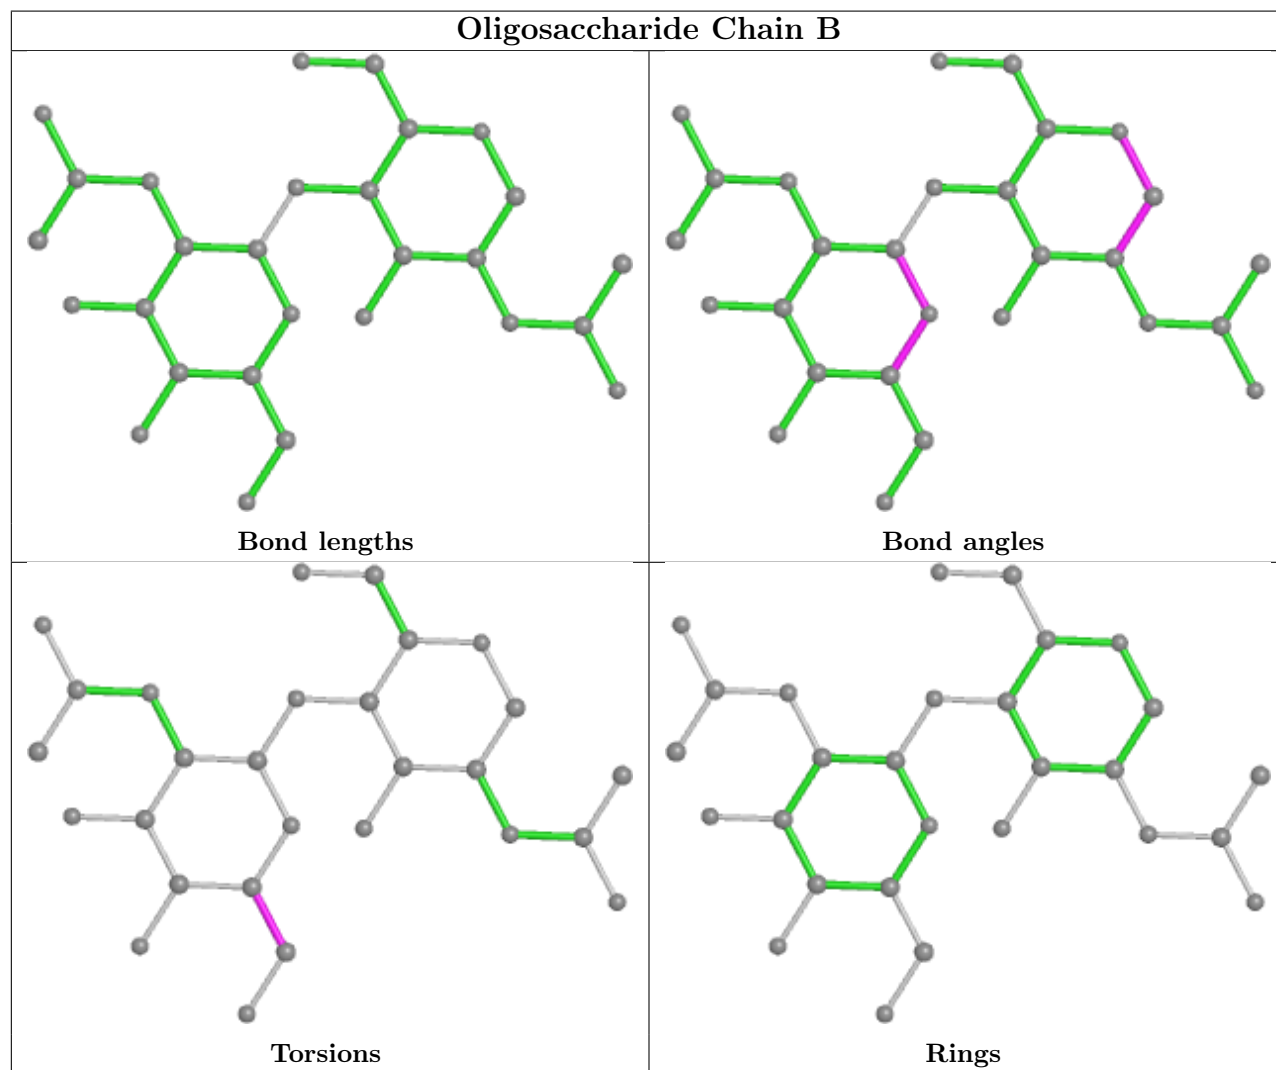 Oligosaccharide Chain B
Bond lengths
Bond angles
Torsions
Rings